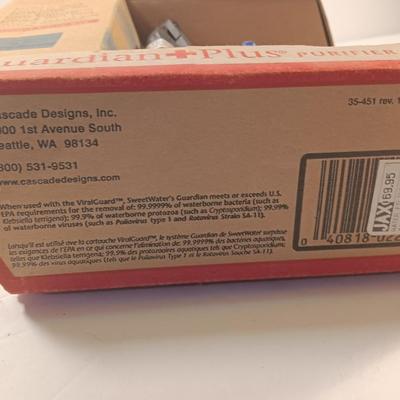 uardian+Plus® PURIFIER
35-451 rev. 1
ascade Designs, Inc.
000 1st Avenue South
eattle, WA 98134
800) 531-9531
www.cascadedesigns.com
When used with the ViralGuard™, SweetWater's Guardian meets or exceeds U.S.
EPA requirements for the removal of: 99.9999% of waterborne bacteria (such as
Klebsiella terrigena); 99.9% of waterborne protozoa (such as Cryptosporidium); 99.99%
of waterborne viruses (such as Poliovirus Type 1 and Rotavirus Strain SA-11).
Lorsqu'il est utilisé avec la cartouche ViralGuard™, le système Guardian de SweetWater surpasse
les exigences de l'EPA en ce qui concerne l'élimination de: 99.9999% des bactéries aquatiques,
telles que Klebsiella terrigena; 99.9% des protozoaires aquatiques (tels que Cryptosporidium);
99.99% des virus aquatiques (tels que le Poliovirus Type 1 et le Rotavirus Souche SA-11).
JAX
69.95
0 40818 02